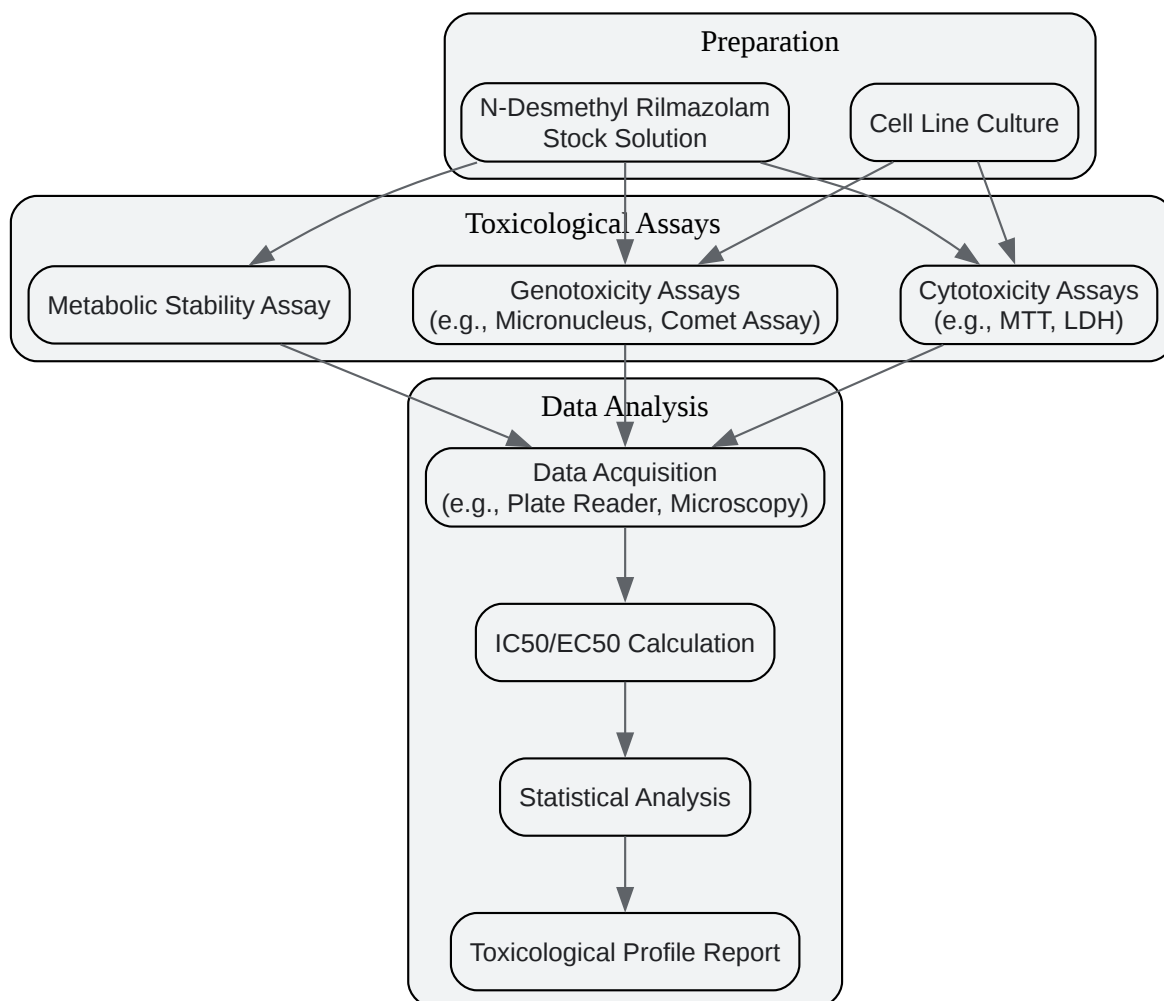 Preparation
N-Desmethyl Rilmazolam
Stock Solution
Cell Line Culture
Toxicological Assays
Metabolic Stability Assay
Genotoxicity Assays
(e.g., Micronucleus, Comet Assay)
Cytotoxicity Assays
(e.g., MTT, LDH)
Data Analysis
Data Acquisition
(e.g., Plate Reader, Microscopy)
IC50/EC50 Calculation
Statistical Analysis
Toxicological Profile Report